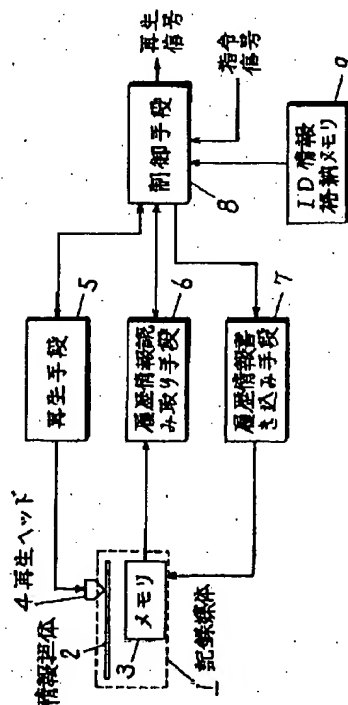 再生
信号
指令
信号
制御手段
8
ID情報
格納メモリ
9
再生手段
5
履歴情報読
み取り手段
6
履歴情報書
き込み手段
7
4再生ヘッド
情報担体
2
メモリ
3
記録媒体
1